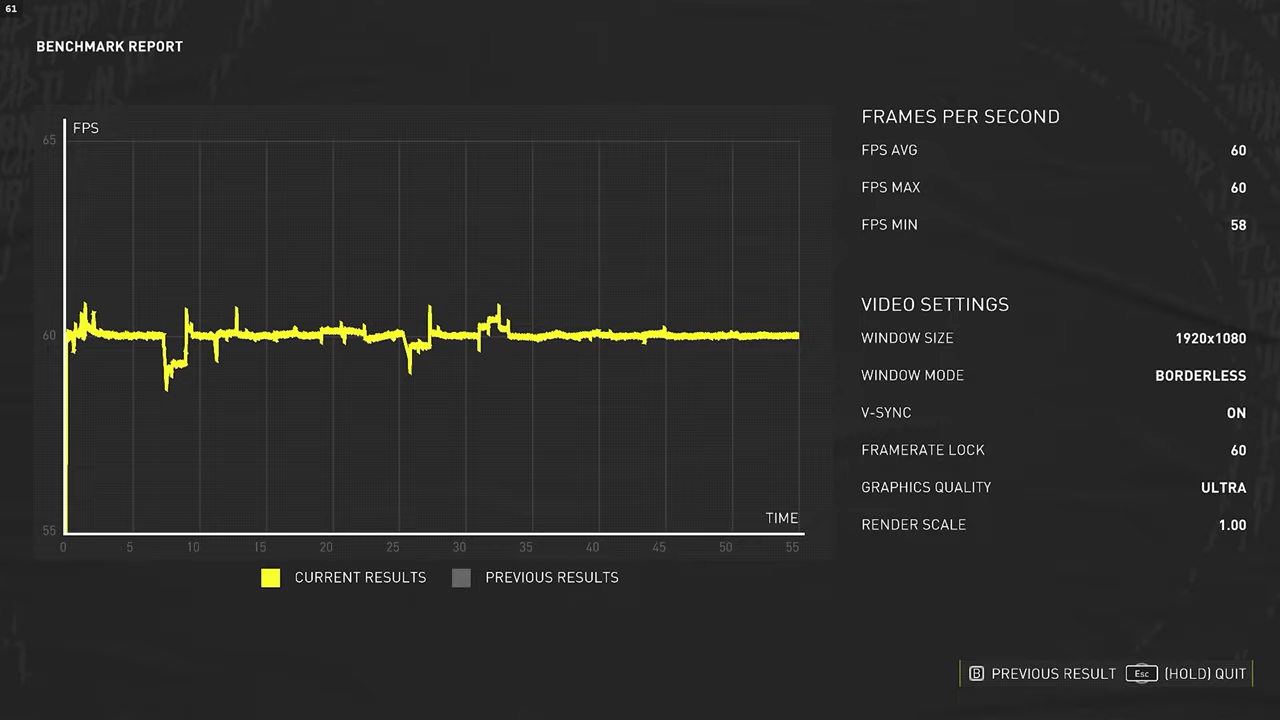 61
BENCHMARK REPORT
FPS
65
60
55
TIME
0 5 10 15 20 25 30 35 40 45 50 55
CURRENT RESULTS PREVIOUS RESULTS
FRAMES PER SECOND
FPS AVG 60
FPS MAX 60
FPS MIN 58
VIDEO SETTINGS
WINDOW SIZE 1920x1080
WINDOW MODE BORDERLESS
V-SYNC ON
FRAMERATE LOCK 60
GRAPHICS QUALITY ULTRA
RENDER SCALE 1.00
B PREVIOUS RESULT Esc (HOLD) QUIT